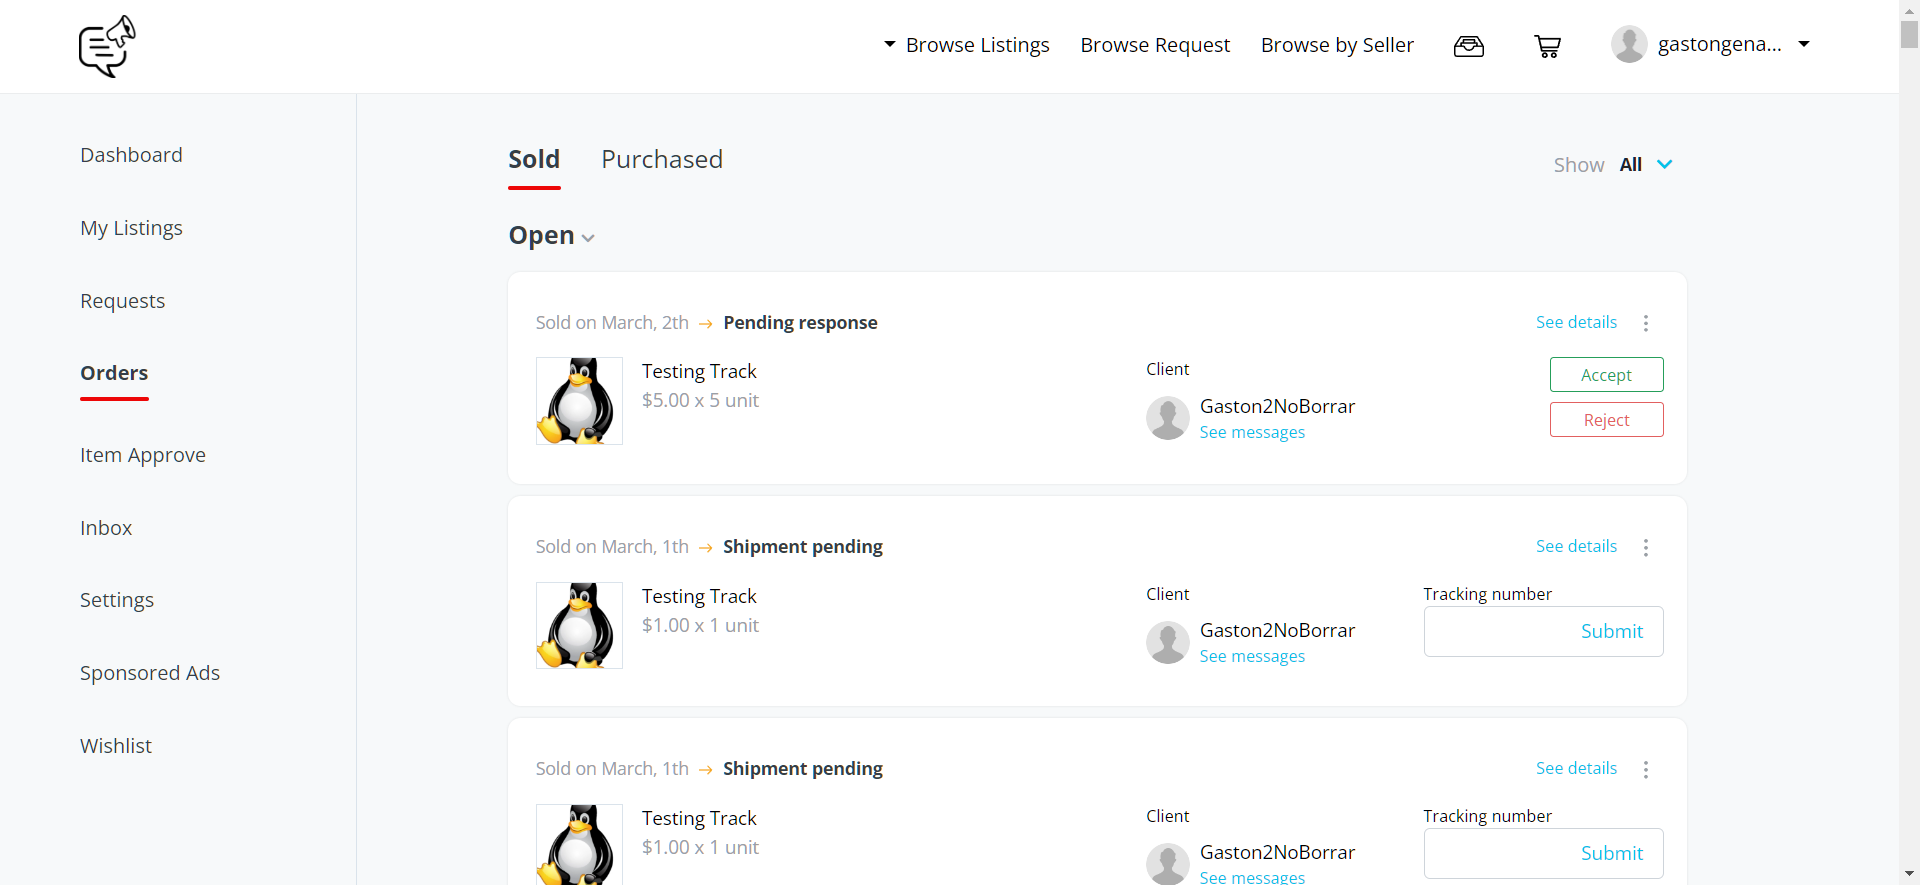 Browse Listings
Browse Request
Browse by Seller
gastongena...
Dashboard
My Listings
Requests
Orders
Item Approve
Inbox
Settings
Sponsored Ads
Wishlist
Sold
Purchased
Show All
Open
Sold on March, 2th → Pending response
See details
Testing Track
$5.00 x 5 unit
Client
Gaston2NoBorrar
See messages
Accept
Reject
Sold on March, 1th → Shipment pending
See details
Testing Track
$1.00 x 1 unit
Client
Gaston2NoBorrar
See messages
Tracking number
Submit
Sold on March, 1th → Shipment pending
See details
Testing Track
$1.00 x 1 unit
Client
Gaston2NoBorrar
See messages
Tracking number
Submit